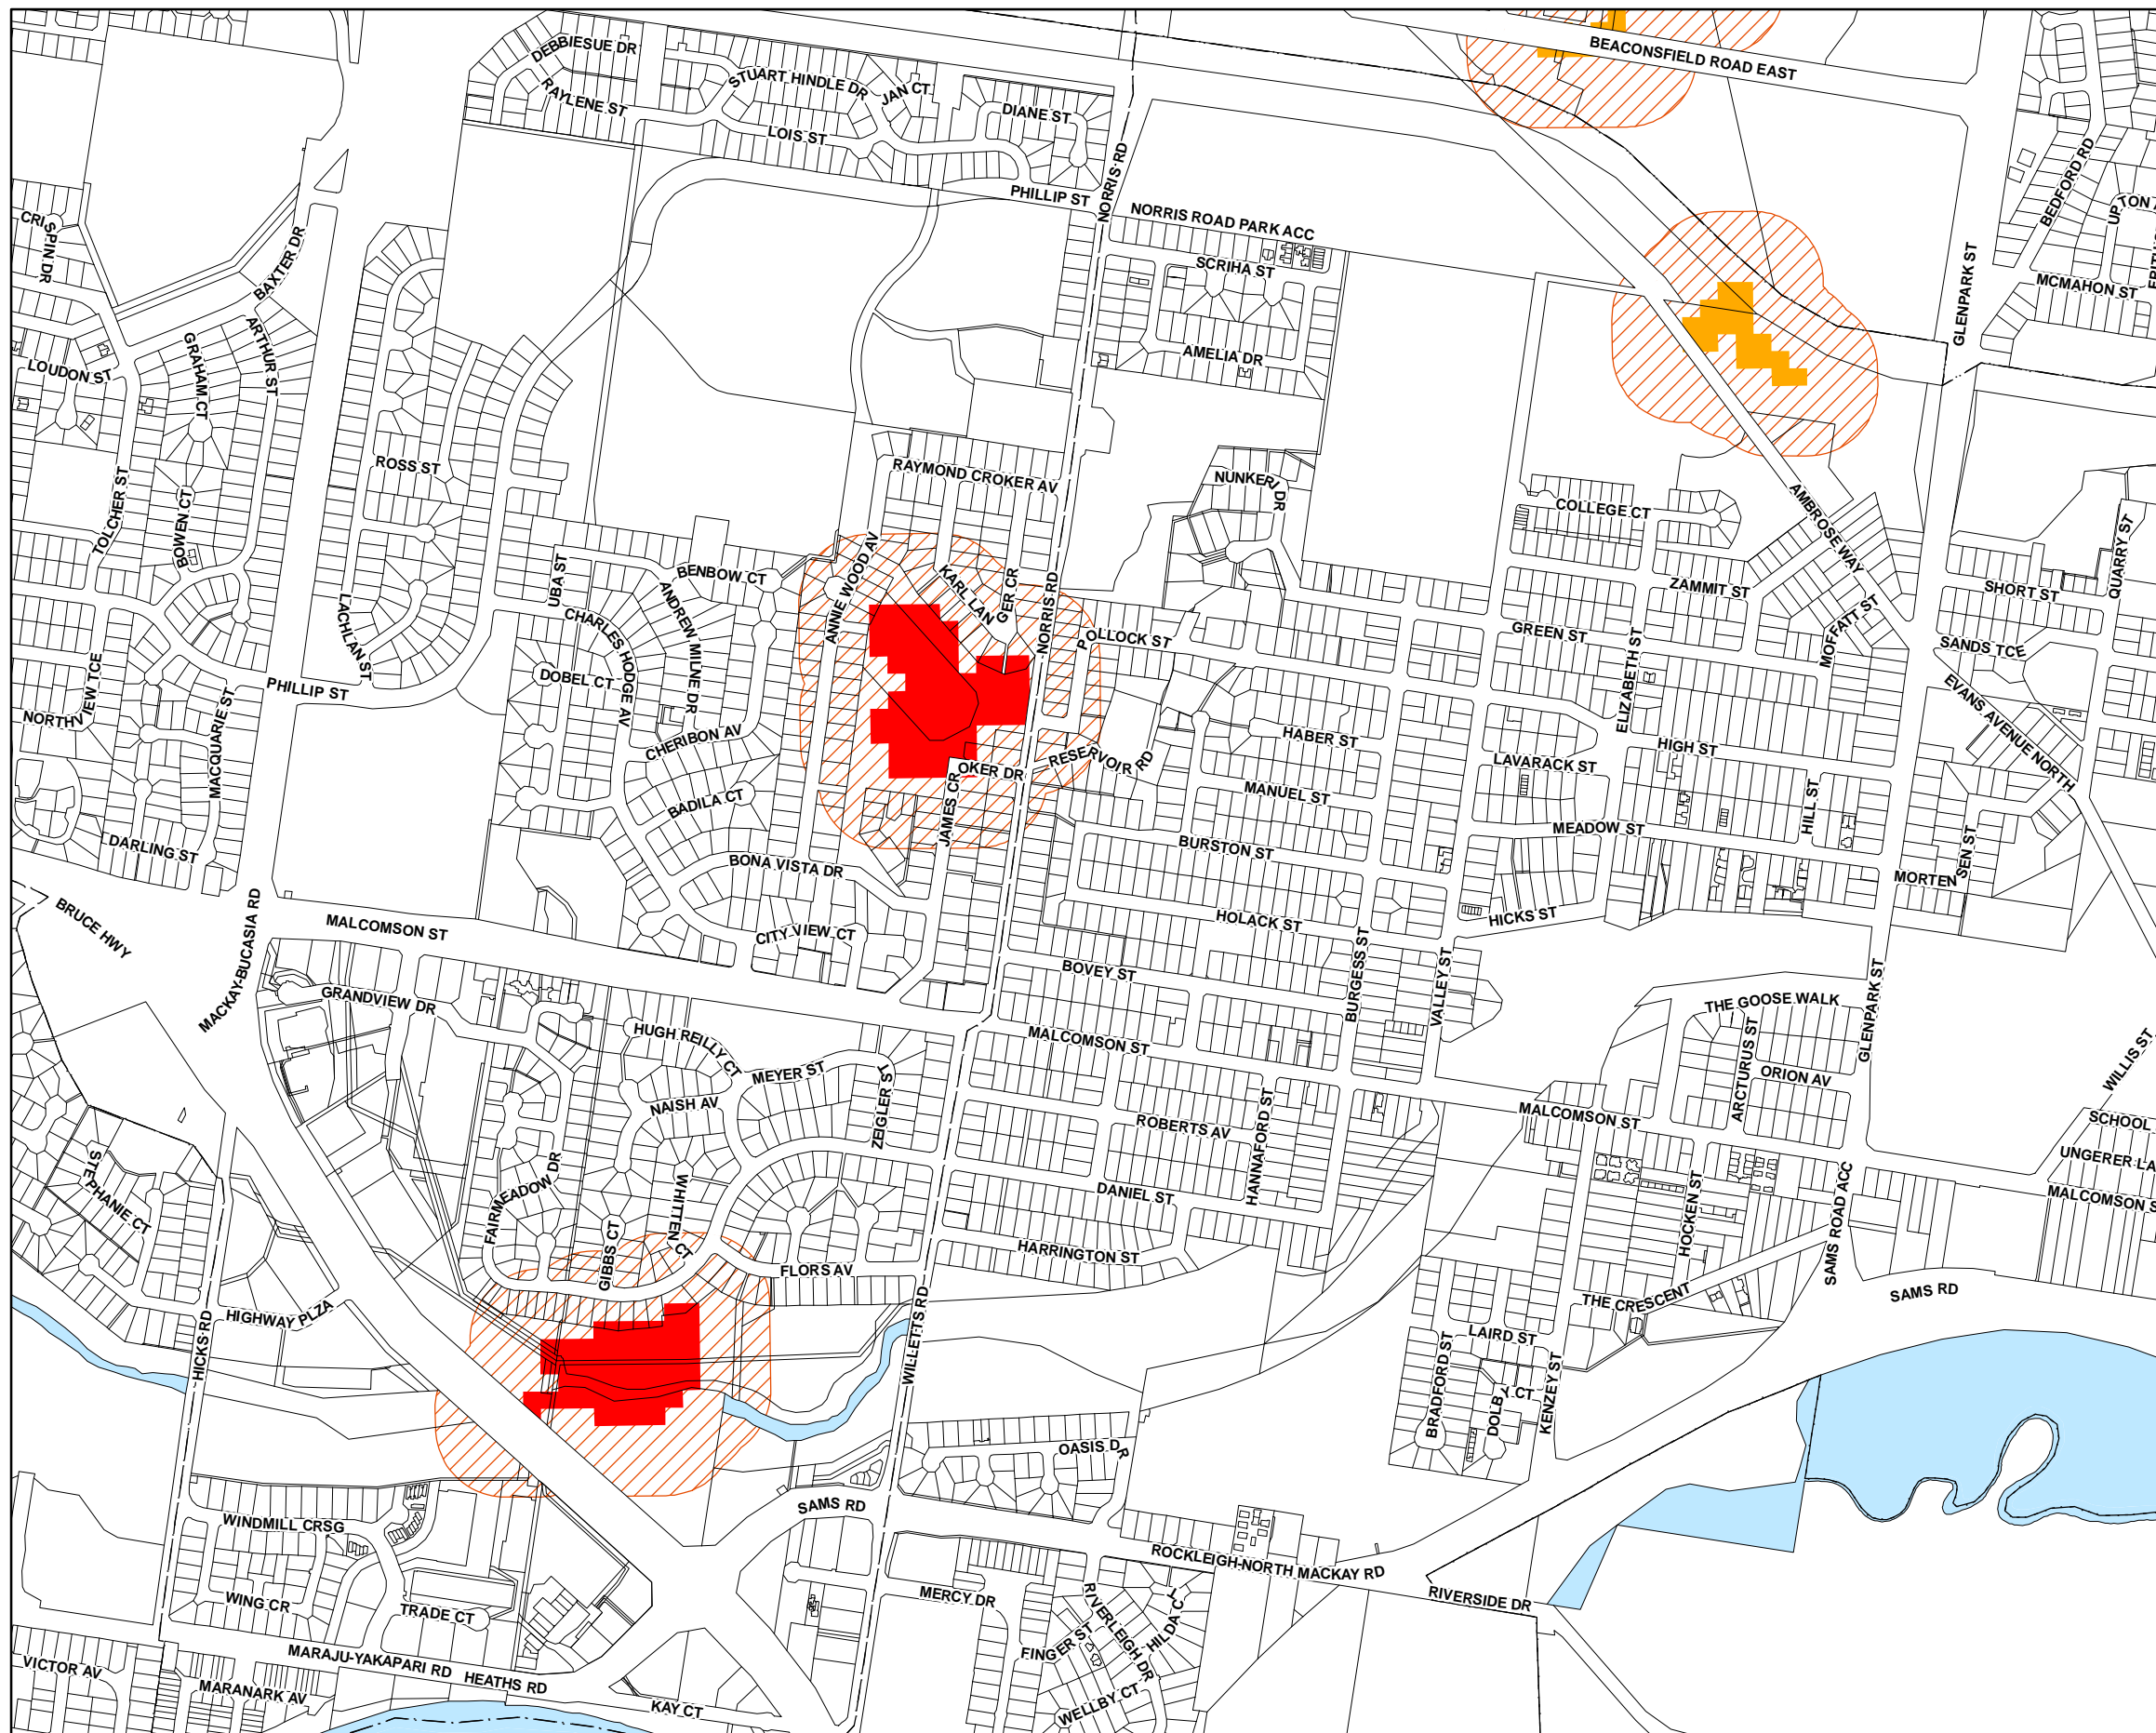 BEACONSFIELD ROAD EAST
DEBBIESUE DR
STUART HINDLE DR
JAN CT
RAYLENE ST
DIANE ST
LOIS ST
NORRIS RD
BEDFORD RD
PHILLIP ST
NORRIS ROAD PARK ACC
UPTON
CRISPIN DR
BAXTER DR
SCRIHA ST
GLENPARK ST
MCMAHON ST
GRAHAM CT
ARTHUR ST
LOUDON ST
AMELIA DR
ROSS ST
RAYMOND CROKER AV
NUNKERI DR
TOLCHER ST
BOWEN CT
COLLEGE CT
AMBROSE WAY
QUARRY ST
UBA ST
BENBOW CT
ANNIE WOOD AV
KARL LAN
GER CR
NORRIS RD
ZAMMIT ST
SHORT ST
LACHLAN ST
CHARLES HODGE AV
ANDREW MILNE DR
POLLOCK ST
GREEN ST
ELIZABETH ST
MOFFATT ST
SANDS TCE
NORTHVIEW TCE
PHILLIP ST
DOBEL CT
MACQUARIE ST
CHERIBON AV
HABER ST
HIGH ST
EVANS AVENUE NORTH
RESERVOIR RD
LAVARACK ST
JAMES CROKER DR
BADILA CT
MANUEL ST
HILL ST
MEADOW ST
DARLING ST
BURSTON ST
BONA VISTA DR
MORTENSEN ST
BRUCE HWY
MACKAY-BUCASIA RD
MALCOMSON ST
CITY VIEW CT
HOLACK ST
HICKS ST
BOVEY ST
BURGESS ST
VALLEY ST
GRANDVIEW DR
HUGH REILLY CT
MALCOMSON ST
THE GOOSE WALK
GLENPARK ST
ARCTURUS ST
WILLIS ST
MEYER ST
ORION AV
NAISH AV
ZEIGLER ST
ROBERTS AV
HANNAFORD ST
MALCOMSON ST
SCHOOL
STEPHANIE CT
FAIRMEADOW DR
WHITTEN CT
DANIEL ST
HOCKEN ST
SAMS ROAD ACC
UNGERER LA
MALCOMSON S
GIBBS CT
FLORS AV
HARRINGTON ST
THE CRESCENT
SAMS RD
HICKS RD
HIGHWAY PLZA
WILLETTS RD
LAIRD ST
BRADFORD ST
DOLBY CT
KENZEY ST
OASIS DR
SAMS RD
WINDMILL CRSG
ROCKLEIGH-NORTH MACKAY RD
WING CR
TRADE CT
MERCY DR
RIVERLEIGH DR
HILDA CT
RIVERSIDE DR
FINGER ST
VICTOR AV
MARAJU-YAKAPARI RD
HEATHS RD
MARANARK AV
KAY CT
WELLBY CT